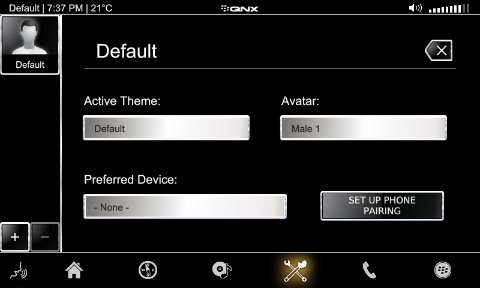 Default | 7:37 PM | 21°C
QNX
Default
Default
Active Theme:
Avatar:
Default
Male 1
Preferred Device:
- None -
SET UP PHONE
PAIRING
+
-